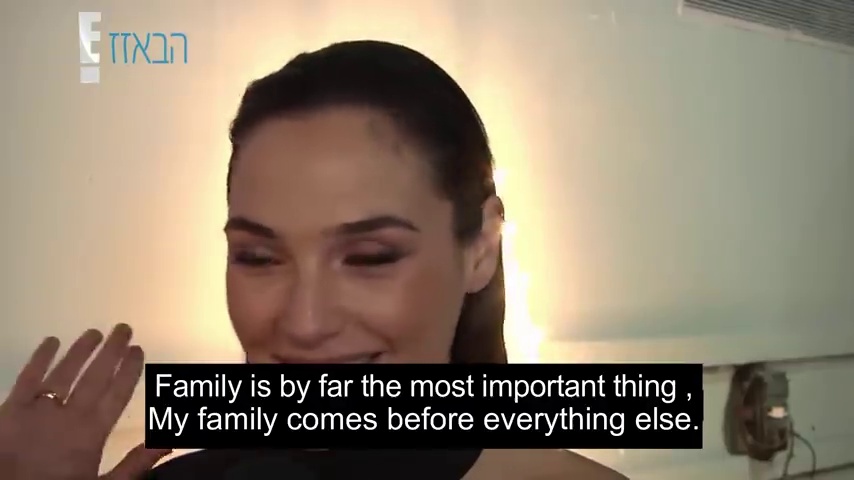 E! הבאזז
Family is by far the most important thing ,
My family comes before everything else.